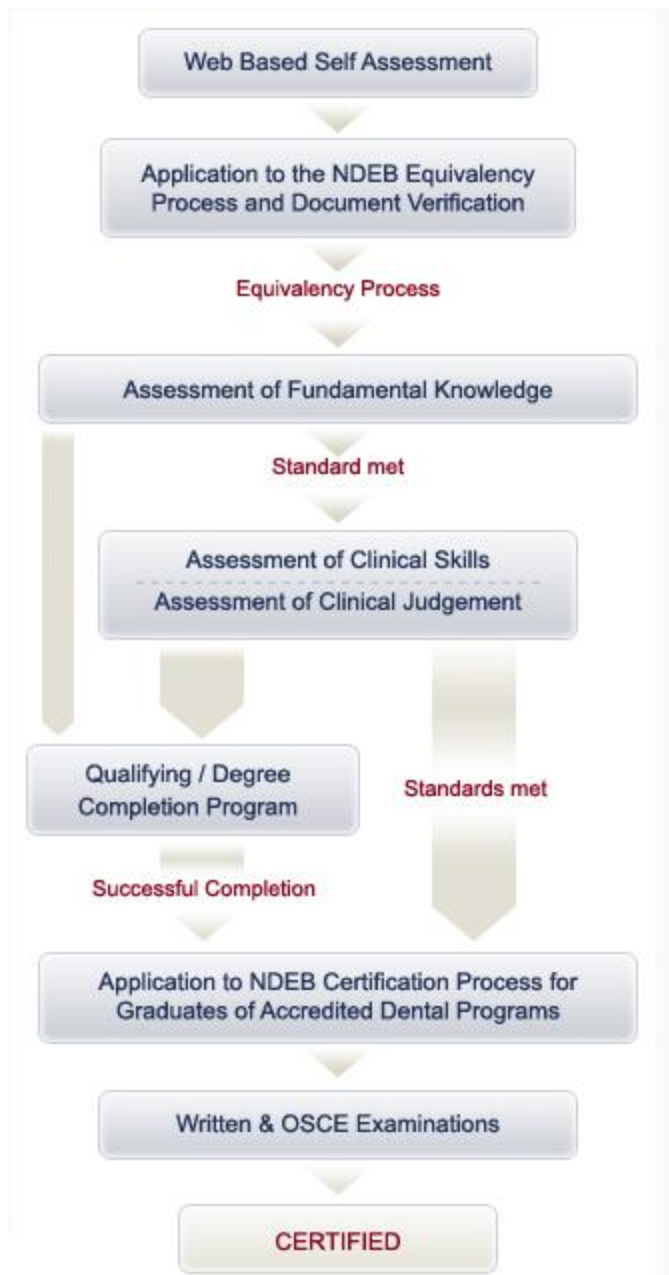 Web Based Self Assessment
Application to the NDEB Equivalency
Process and Document Verification
Equivalency Process
Assessment of Fundamental Knowledge
Standard met
Assessment of Clinical Skills
Assessment of Clinical Judgement
Qualifying / Degree
Completion Program
Standards met
Successful Completion
Application to NDEB Certification Process for
Graduates of Accredited Dental Programs
Written & OSCE Examinations
CERTIFIED